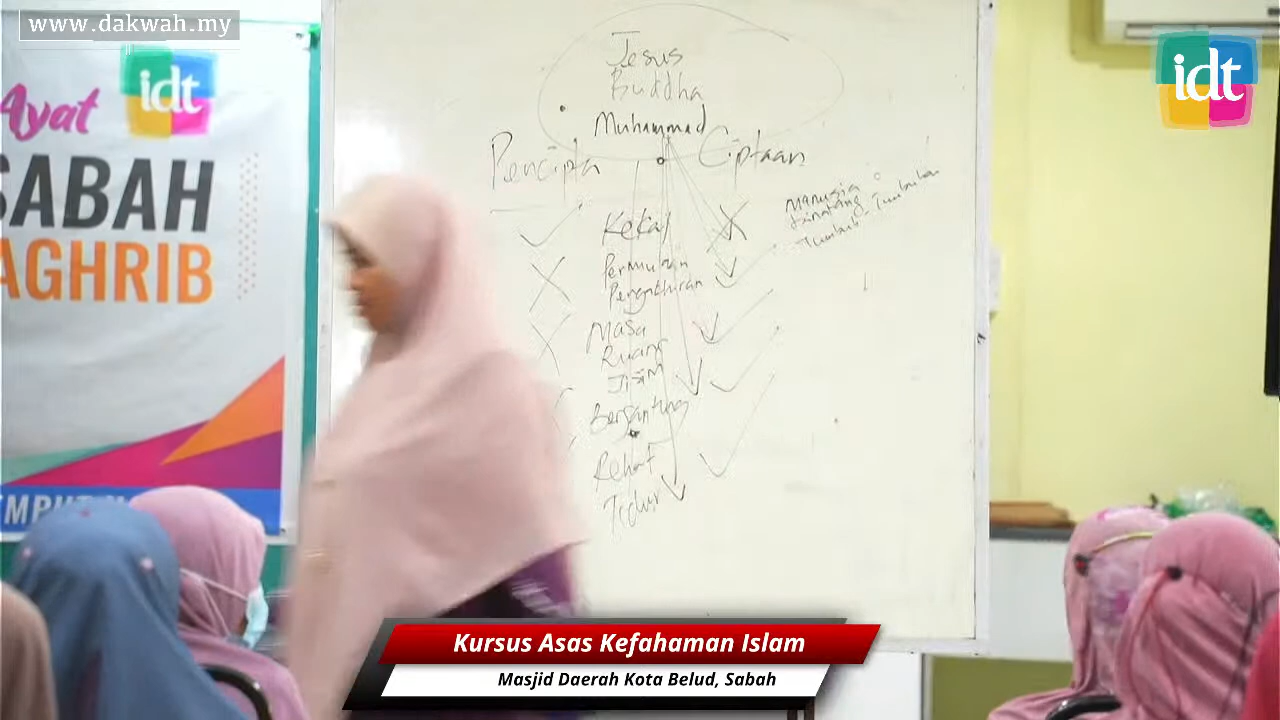 www.dakwah.my
idt
Ayat
SABAH
AGHRIB
idt
Jesus
Buddha
Muhammad
Pencipta
Ciptaan
Kekal
Manusia
Binatang
Tumbuh-Tumbuhan
Permulaan
Pengakhiran
Masa
Ruang
Jisim
Bergantung
Rehat
Tidur
Kursus Asas Kefahaman Islam
Masjid Daerah Kota Belud, Sabah